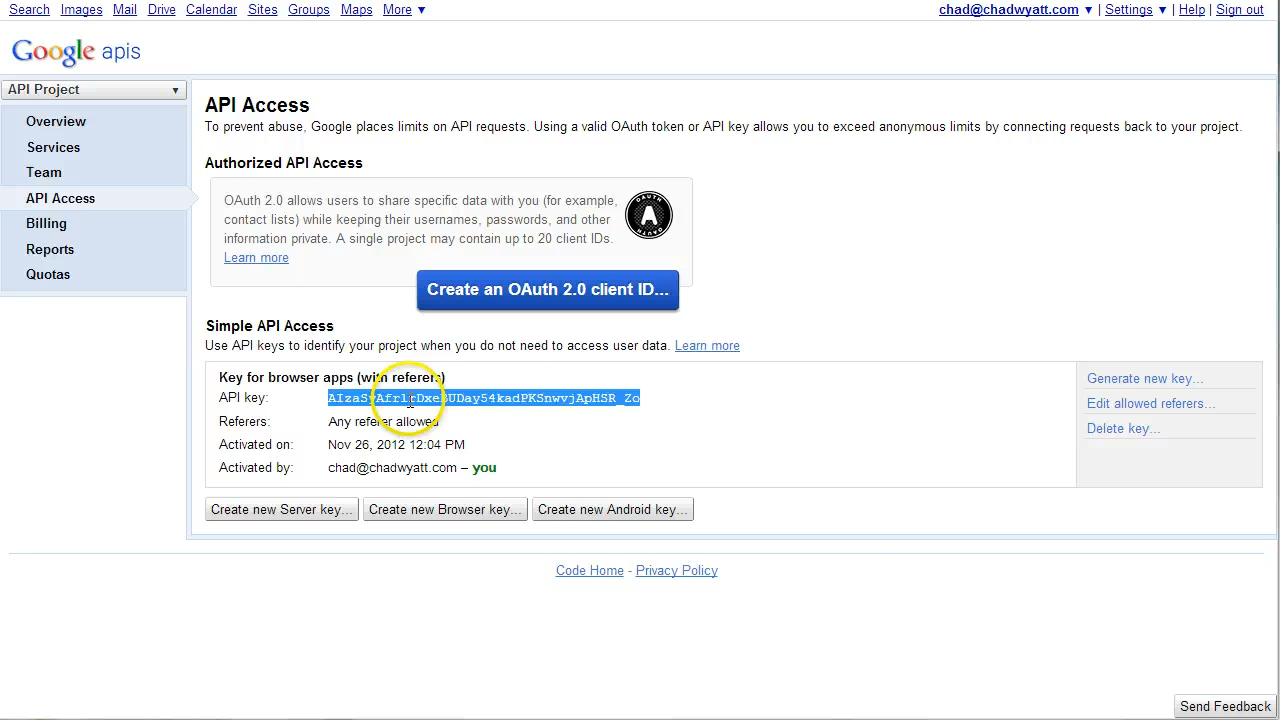 Search Images Mail Drive Calendar Sites Groups Maps More ▼
chad@chadwyatt.com ▼ | Settings ▼ | Help | Sign out
Google apis
API Project ▼
Overview
Services
Team
API Access
Billing
Reports
Quotas
API Access
To prevent abuse, Google places limits on API requests. Using a valid OAuth token or API key allows you to exceed anonymous limits by connecting requests back to your project.
Authorized API Access
OAuth 2.0 allows users to share specific data with you (for example,
contact lists) while keeping their usernames, passwords, and other
information private. A single project may contain up to 20 client IDs.
Learn more
OAUTH
A
OAUTH
Create an OAuth 2.0 client ID...
Simple API Access
Use API keys to identify your project when you do not need to access user data. Learn more
Key for browser apps (with referers)
API key:
Referers: Any referer allowed
Activated on: Nov 26, 2012 12:04 PM
Activated by: chad@chadwyatt.com – you
Generate new key...
Edit allowed referers...
Delete key...
Create new Server key... Create new Browser key... Create new Android key...
Code Home - Privacy Policy
Send Feedback